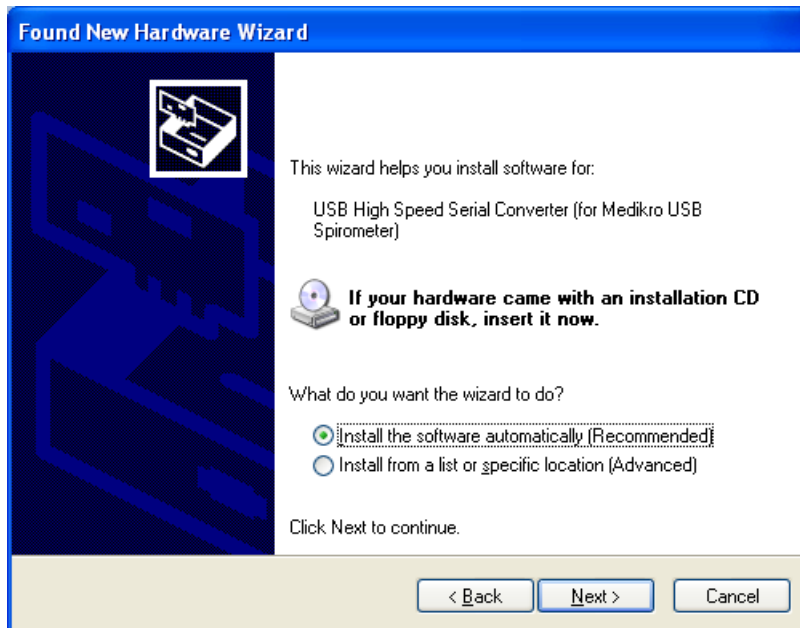 Found New Hardware Wizard
This wizard helps you install software for:
USB High Speed Serial Converter (for Medikro USB
Spirometer)
If your hardware came with an installation CD
or floppy disk, insert it now.
What do you want the wizard to do?
Install the software automatically (Recommended)
Install from a list or specific location (Advanced)
Click Next to continue.
< Back Next > Cancel